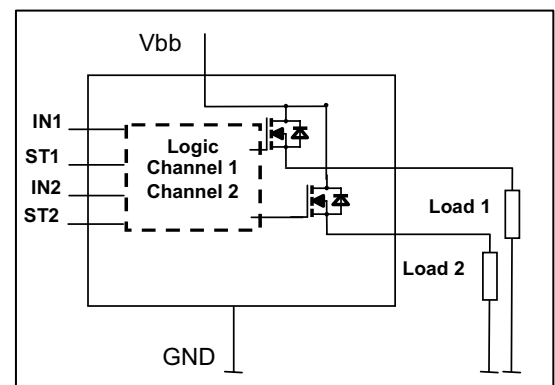 Vbb
IN1
ST1
IN2
ST2
Logic
Channel 1
Channel 2
Load 1
Load 2
GND